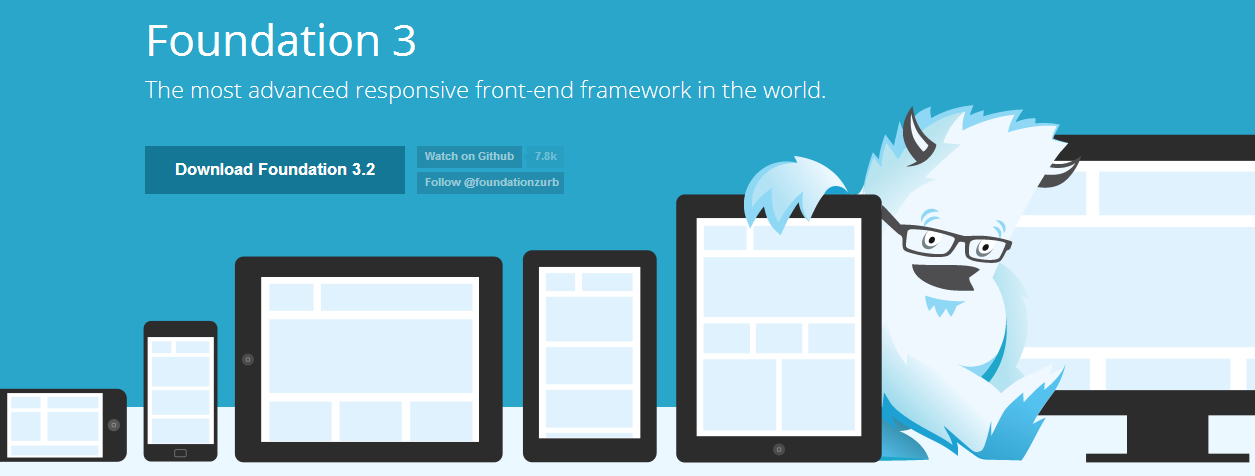 Foundation 3
The most advanced responsive front-end framework in the world.
Download Foundation 3.2
Watch on Github 7.8k
Follow @foundationzurb